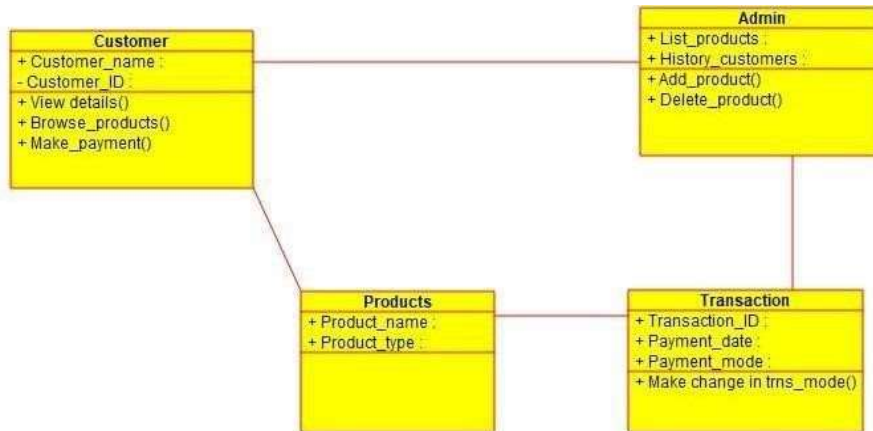 Customer
+ Customer_name :
- Customer_ID :
+ View details()
+ Browse_products()
+ Make_payment()
Admin
+ List_products :
+ History_customers :
+ Add_product()
+ Delete_product()
Products
+ Product_name :
+ Product_type :
Transaction
+ Transaction_ID :
+ Payment_date :
+ Payment_mode :
+ Make change in trns_mode()